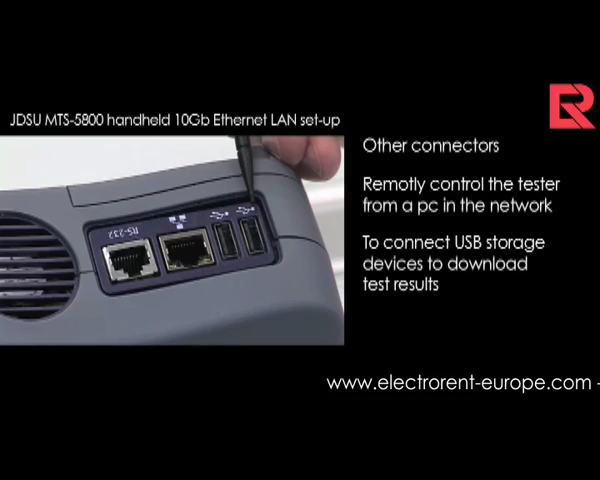 JDSU MTS-5800 handheld 10Gb Ethernet LAN set-up
Other connectors
Remotly control the tester
from a pc in the network
To connect USB storage
devices to download
test results
RS-232
www.electrorent-europe.com -